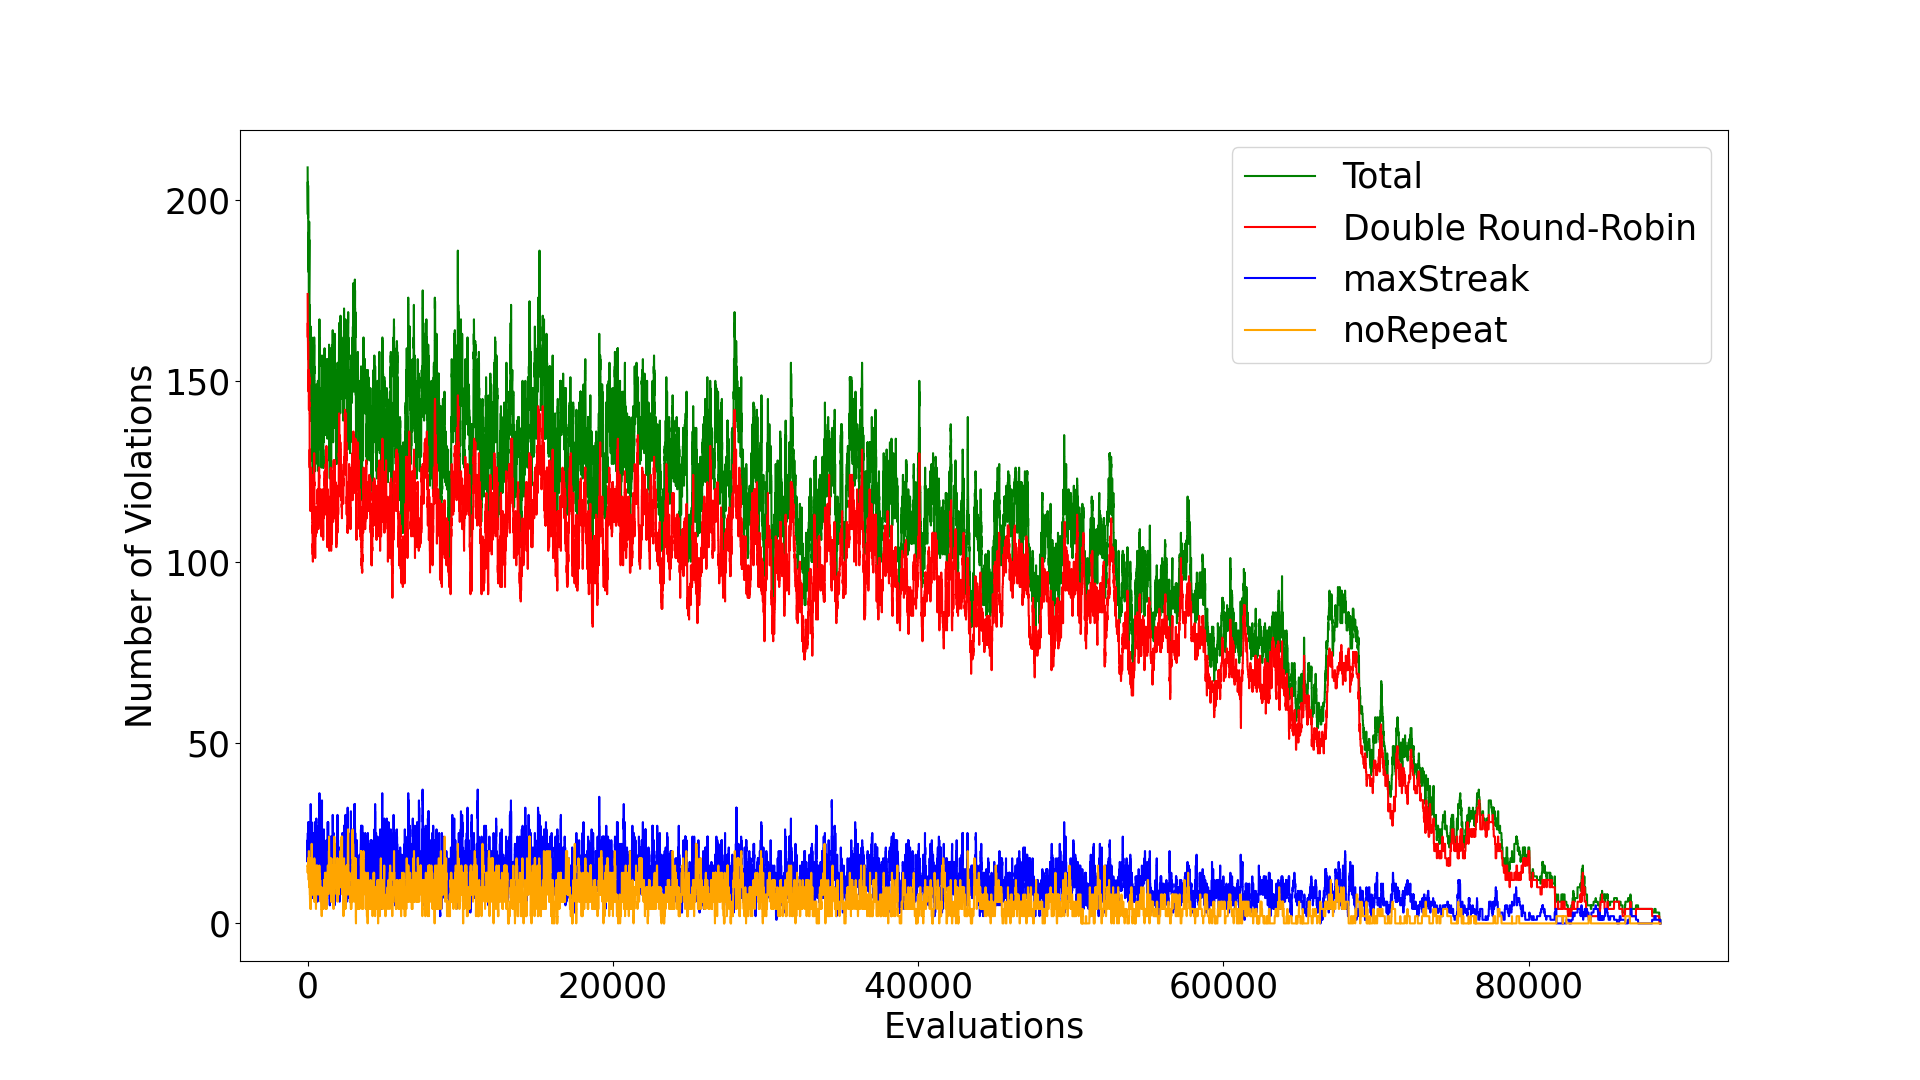 Total
Double Round-Robin
maxStreak
noRepeat
Number of Violations
200
150
100
50
0
0
20000
40000
60000
80000
Evaluations